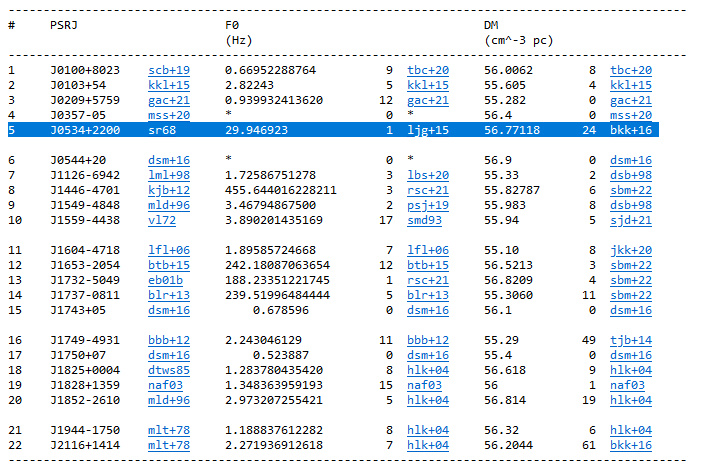 # PSRJ F0 DM
(Hz) (cm^-3 pc)
1 J0100+8023 scb+19 0.66952288764 9 tbc+20 56.0062 8 tbc+20
2 J0103+54 kkl+15 2.82243 5 kkl+15 55.605 4 kkl+15
3 J0209+5759 gac+21 0.939932413620 12 gac+21 55.282 0 gac+21
4 J0357-05 mss+20 * 0 * 56.4 0 mss+20
5 J0534+2200 sr68 29.946923 1 ljg+15 56.77118 24 bkk+16
6 J0544+20 dsm+16 * 0 * 56.9 0 dsm+16
7 J1126-6942 lml+98 1.72586751278 3 lbs+20 55.33 2 dsb+98
8 J1446-4701 kjb+12 455.644016228211 3 rsc+21 55.82787 6 sbm+22
9 J1549-4848 mld+96 3.46794867500 2 psj+19 55.983 8 dsb+98
10 J1559-4438 vl72 3.890201435169 17 smd93 55.94 5 sjd+21
11 J1604-4718 lfl+06 1.89585724668 7 lfl+06 55.10 8 jkk+20
12 J1653-2054 btb+15 242.18087063654 12 btb+15 56.5213 3 sbm+22
13 J1732-5049 eb01b 188.23351221745 1 rsc+21 56.8209 4 sbm+22
14 J1737-0811 blr+13 239.51996484444 5 blr+13 55.3060 11 sbm+22
15 J1743+05 dsm+16 0.678596 0 dsm+16 56.1 0 dsm+16
16 J1749-4931 bbb+12 2.243046129 11 bbb+12 55.29 49 tjb+14
17 J1750+07 dsm+16 0.523887 0 dsm+16 55.4 0 dsm+16
18 J1825+0004 dtws85 1.283780435420 8 hlk+04 56.618 9 hlk+04
19 J1828+1359 naf03 1.348363959193 15 naf03 56 1 naf03
20 J1852-2610 mld+96 2.973207255421 5 hlk+04 56.814 19 hlk+04
21 J1944-1750 mlt+78 1.188837612282 8 hlk+04 56.32 6 hlk+04
22 J2116+1414 mlt+78 2.271936912618 7 hlk+04 56.2044 61 bkk+16